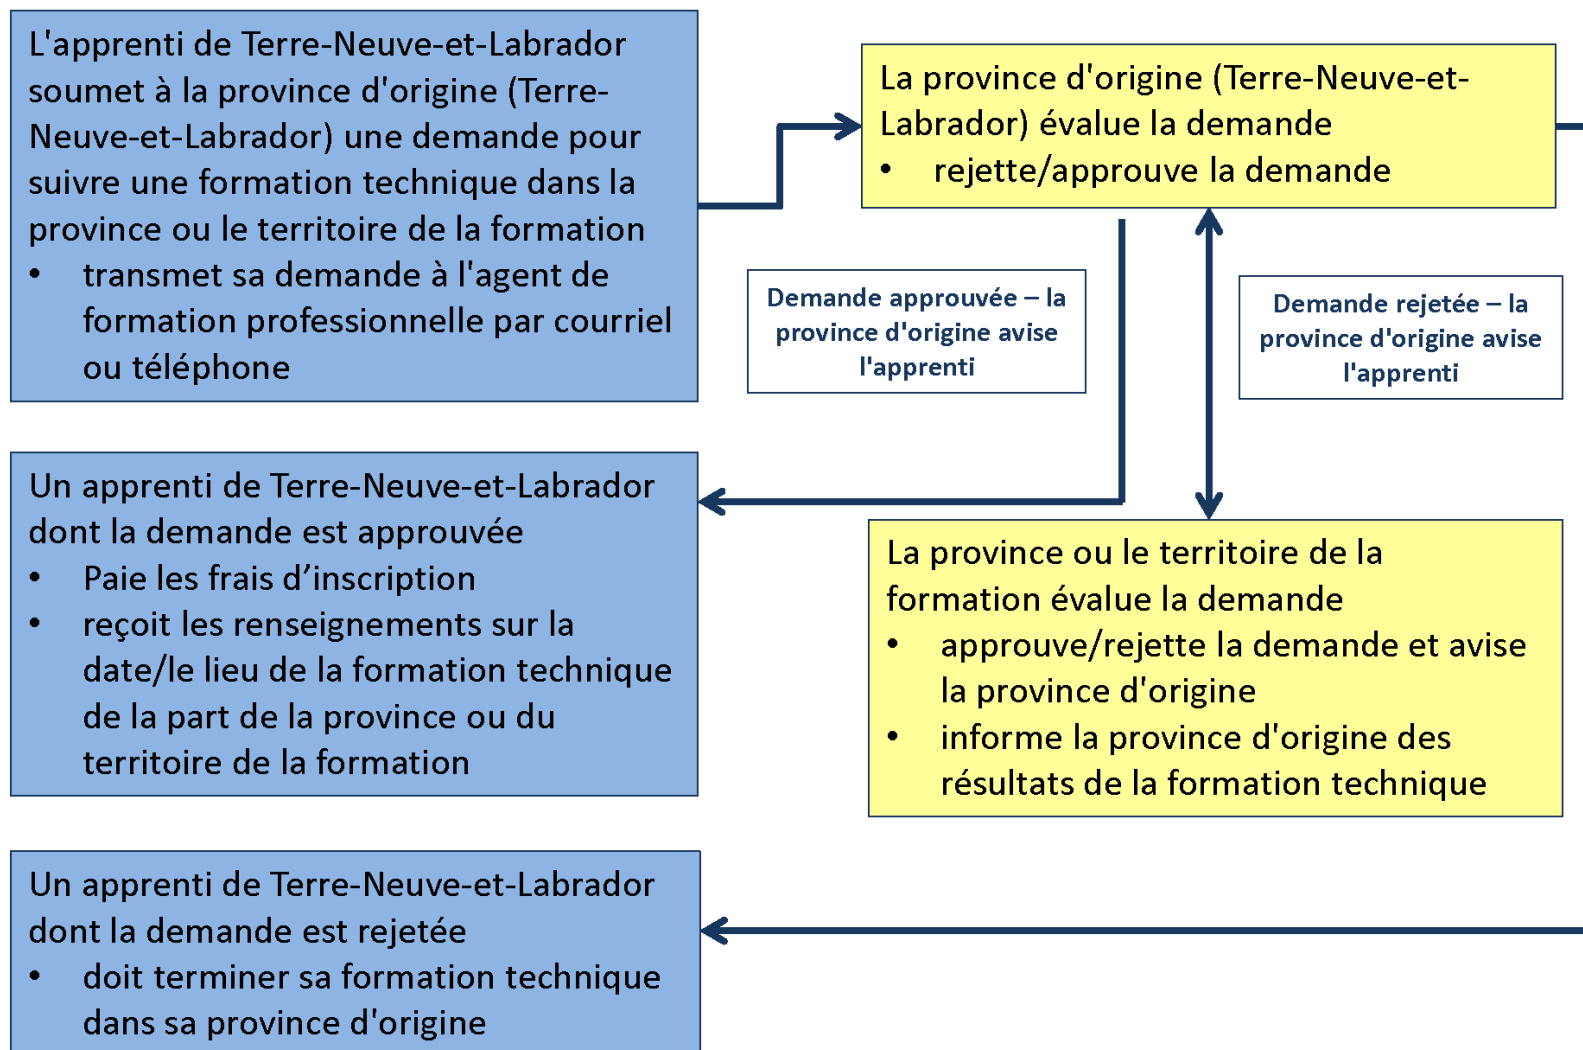 L'apprenti de Terre-Neuve-et-Labrador
soumet à la province d'origine (Terre-
Neuve-et-Labrador) une demande pour
suivre une formation technique dans la
province ou le territoire de la formation
• transmet sa demande à l'agent de
formation professionnelle par courriel
ou téléphone
La province d'origine (Terre-Neuve-et-
Labrador) évalue la demande
• rejette/approuve la demande
Demande approuvée – la
province d'origine avise
l'apprenti
Demande rejetée – la
province d'origine avise
l'apprenti
Un apprenti de Terre-Neuve-et-Labrador
dont la demande est approuvée
• Paie les frais d’inscription
• reçoit les renseignements sur la
date/le lieu de la formation technique
de la part de la province ou du
territoire de la formation
La province ou le territoire de la
formation évalue la demande
• approuve/rejette la demande et avise
la province d'origine
• informe la province d'origine des
résultats de la formation technique
Un apprenti de Terre-Neuve-et-Labrador
dont la demande est rejetée
• doit terminer sa formation technique
dans sa province d'origine